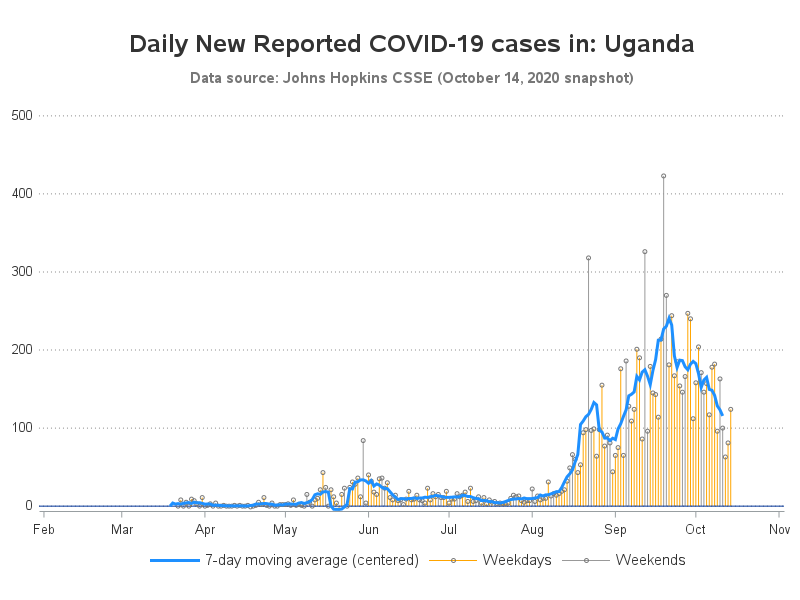 Daily New Reported COVID-19 cases in: Uganda
Data source: Johns Hopkins CSSE (October 14, 2020 snapshot)
500
400
300
200
100
0
Feb Mar Apr May Jun Jul Aug Sep Oct Nov
7-day moving average (centered) Weekdays Weekends